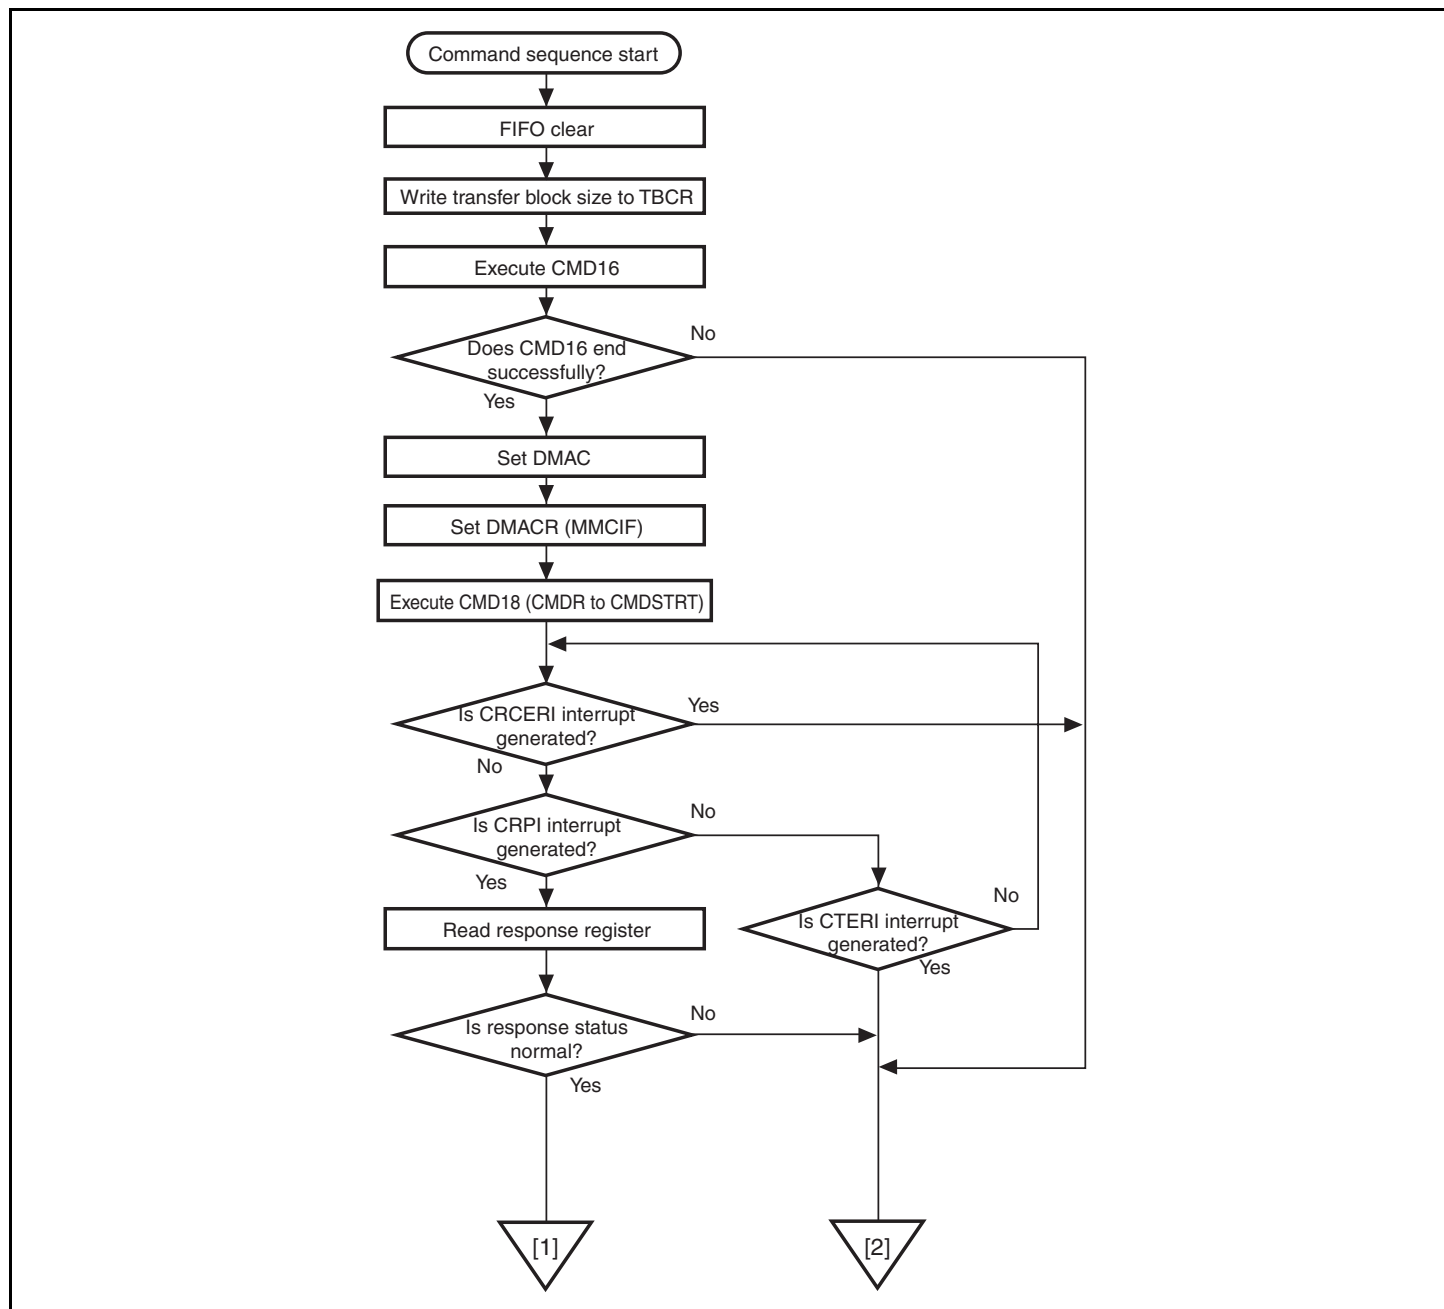 Command sequence start
FIFO clear
Write transfer block size to TBCR
Execute CMD16
No
Does CMD16 end
successfully?
Yes
Set DMAC
Set DMACR (MMCIF)
Execute CMD18 (CMDR to CMDSTRT)
Is CRCERI interrupt
generated?
Yes
No
Is CRPI interrupt
generated?
No
Yes
Is CTERI interrupt
generated?
No
Yes
Read response register
Is response status
normal?
No
Yes
[1]
[2]